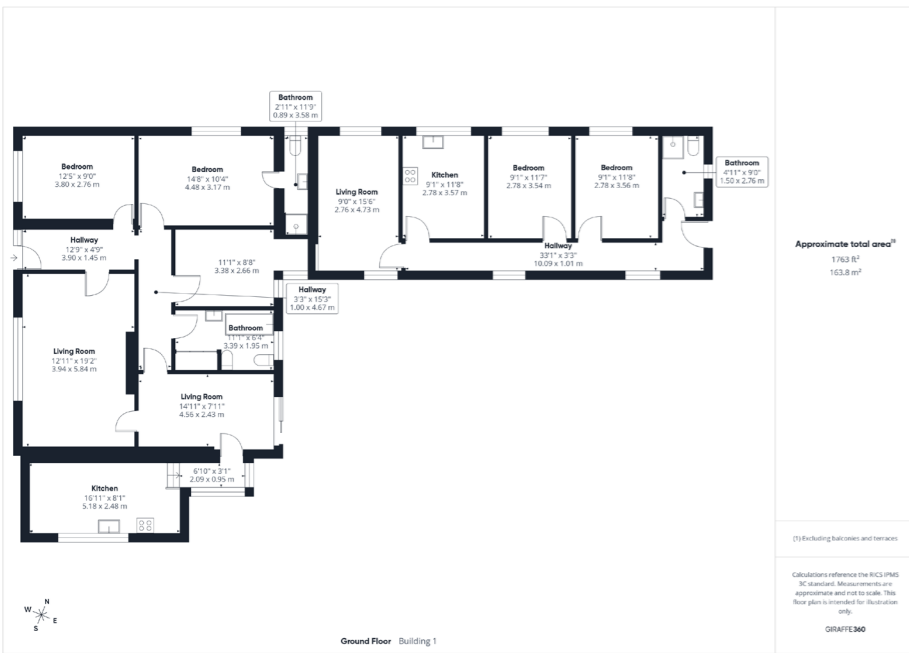 Bathroom
2'11" x 11'9"
0.89 x 3.58 m
Bedroom
12'5" x 9'0"
3.80 x 2.76 m
Bedroom
14'8" x 10'4"
4.48 x 3.17 m
Living Room
9'0" x 15'6"
2.76 x 4.73 m
Kitchen
9'1" x 11'8"
2.78 x 3.57 m
Bedroom
9'1" x 11'7"
2.78 x 3.54 m
Bedroom
9'1" x 11'8"
2.78 x 3.56 m
Bathroom
4'11" x 9'0"
1.50 x 2.76 m
Hallway
12'9" x 4'9"
3.90 x 1.45 m
11'1" x 8'8"
3.38 x 2.66 m
Hallway
33'1" x 3'3"
10.09 x 1.01 m
Hallway
3'3" x 15'3"
1.00 x 4.67 m
Bathroom
11'1" x 6'4"
3.39 x 1.95 m
Living Room
12'11" x 19'2"
3.94 x 5.84 m
Living Room
14'11" x 7'11"
4.56 x 2.43 m
6'10" x 3'1"
2.09 x 0.95 m
Kitchen
16'11" x 8'1"
5.18 x 2.48 m
N
W
E
S
Ground Floor Building 1
Approximate total area(1)
1763 ft²
163.8 m²
(1) Excluding balconies and terraces
Calculations reference the RICS IPMS
3C standard. Measurements are
approximate and not to scale. This
floor plan is intended for illustration
only.
GIRAFFE360